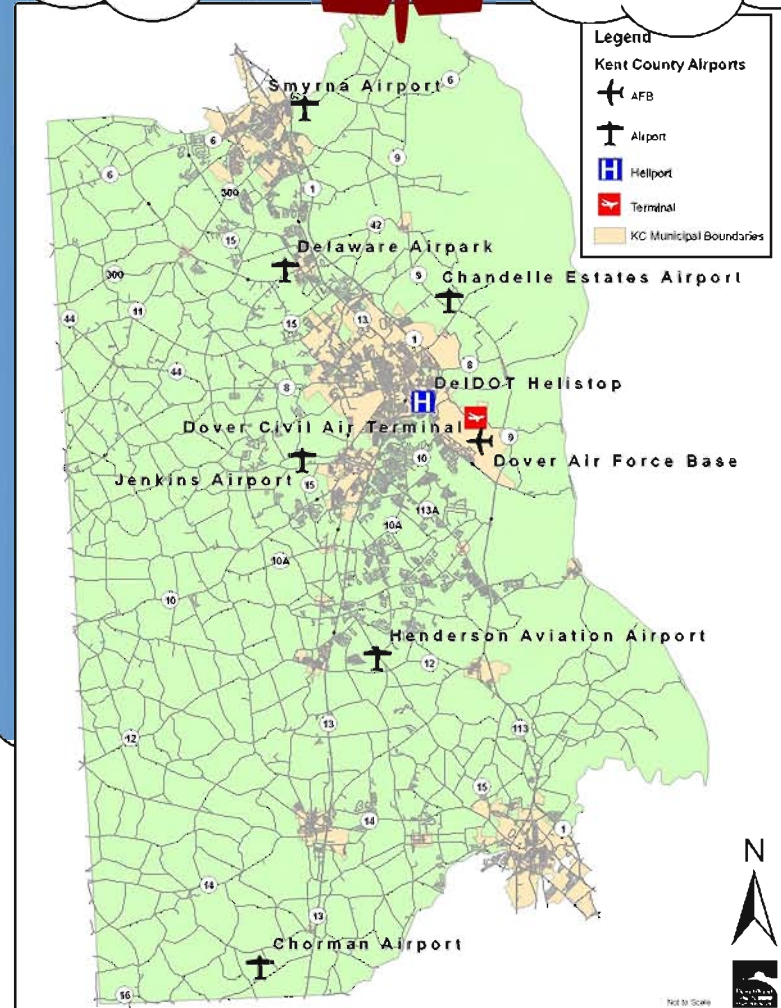 Legend
Kent County Airports
AFB
Airport
H Heliport
Terminal
KC Municipal Boundaries
Smyrna Airport
6
6
9
6
300
1
42
15
Delaware Airpark
300
9
Chandelle Estates Airport
11
44
15
13
1
44
8
8
DelDOT Helistop
H
Dover Civil Air Terminal
9
10
Dover Air Force Base
Jenkins Airport
15
113A
10A
10A
10
Henderson Aviation Airport
12
13
113
12
15
14
1
14
13
Chorman Airport
16
N
Not to Scale